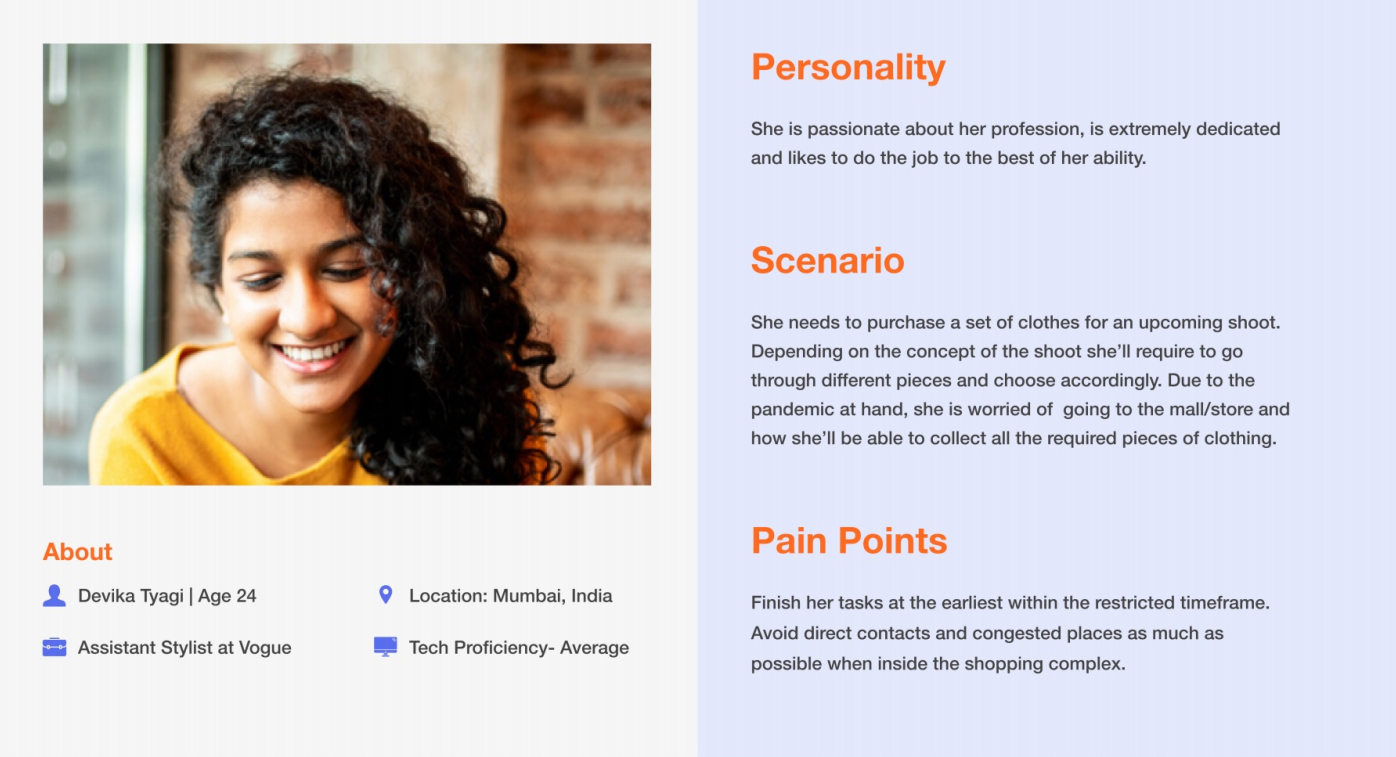 About
Devika Tyagi | Age 24
Location: Mumbai, India
Assistant Stylist at Vogue
Tech Proficiency- Average
Personality
She is passionate about her profession, is extremely dedicated
and likes to do the job to the best of her ability.
Scenario
She needs to purchase a set of clothes for an upcoming shoot.
Depending on the concept of the shoot she’ll require to go
through different pieces and choose accordingly. Due to the
pandemic at hand, she is worried of  going to the mall/store and
how she’ll be able to collect all the required pieces of clothing.
Pain Points
Finish her tasks at the earliest within the restricted timeframe.
Avoid direct contacts and congested places as much as
possible when inside the shopping complex.